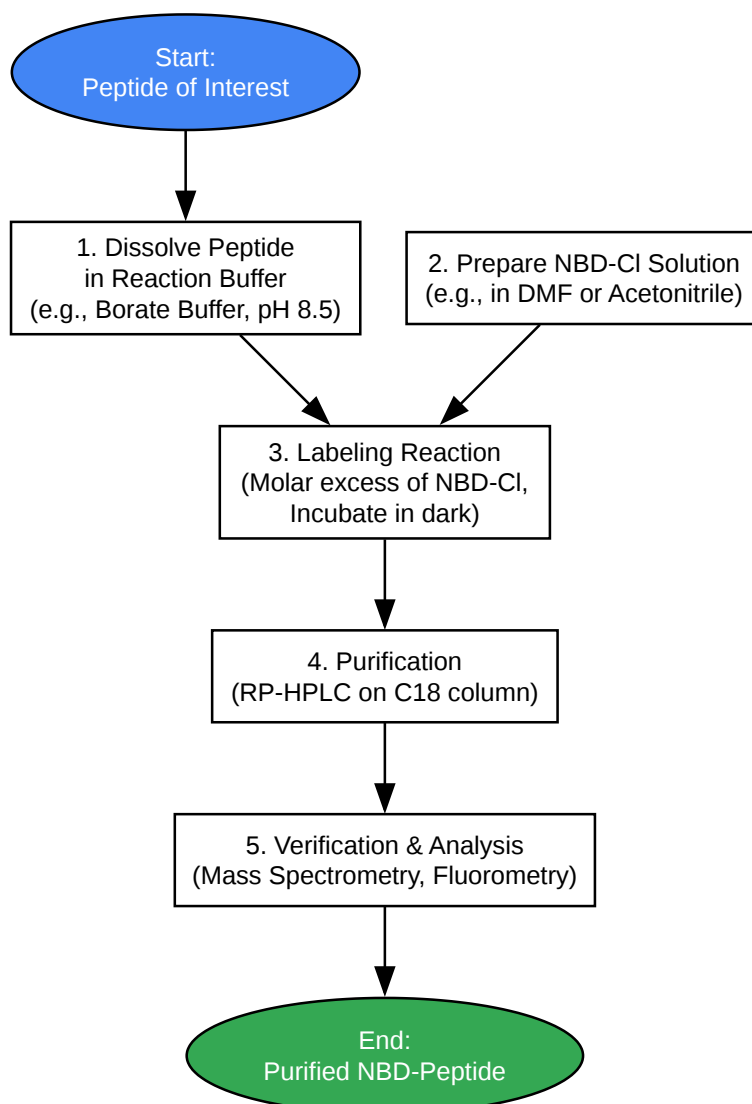 Start:
Peptide of Interest
1. Dissolve Peptide
in Reaction Buffer
(e.g., Borate Buffer, pH 8.5)
2. Prepare NBD-Cl Solution
(e.g., in DMF or Acetonitrile)
3. Labeling Reaction
(Molar excess of NBD-Cl,
Incubate in dark)
4. Purification
(RP-HPLC on C18 column)
5. Verification & Analysis
(Mass Spectrometry, Fluorometry)
End:
Purified NBD-Peptide